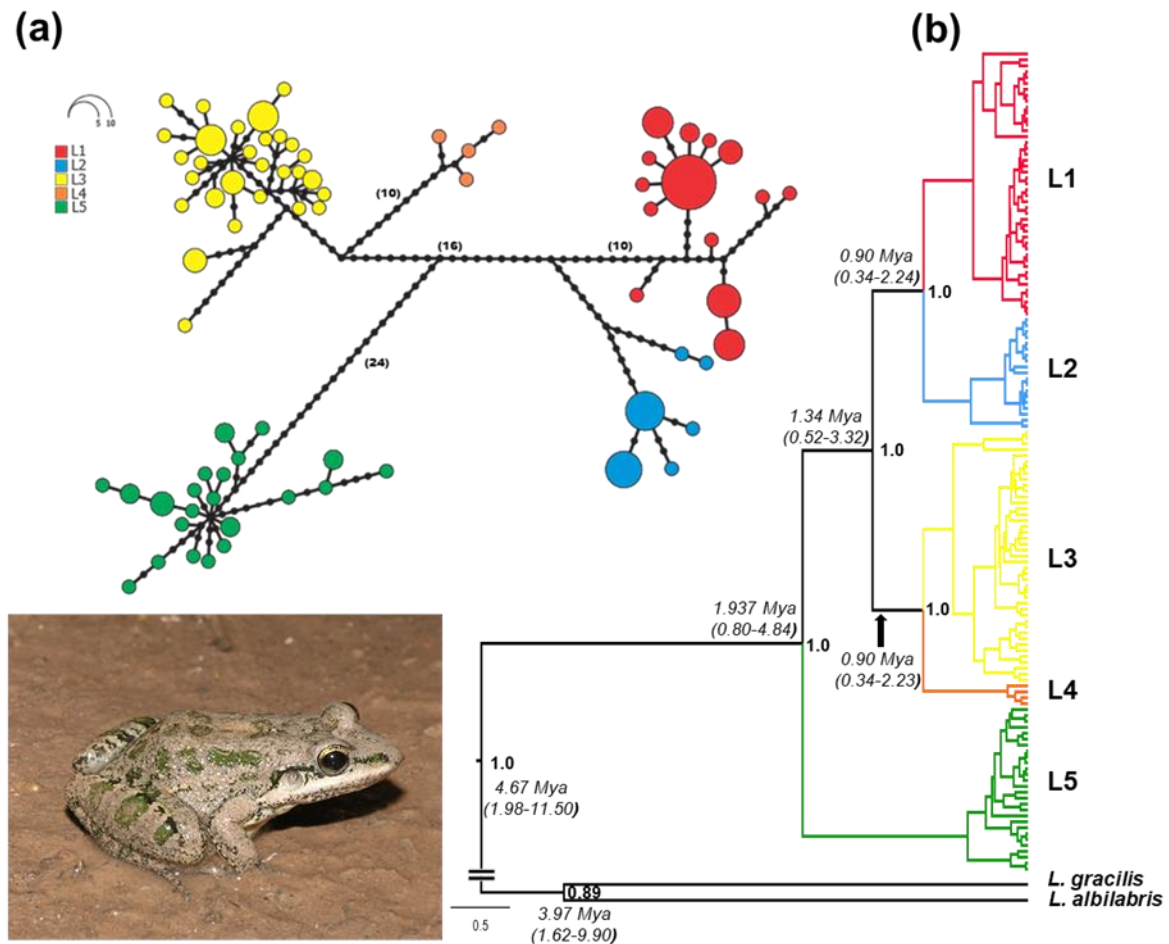 (a)
(b)
5 10
L1
L2
L3
L4
L5
(10)
(16)
(10)
(24)
L1
0.90 Mya
(0.34-2.24)
1.0
L2
1.34 Mya
(0.52-3.32)
1.0
L3
1.937 Mya
(0.80-4.84)
1.0
1.0
0.90 Mya
(0.34-2.23)
L4
L5
1.0
4.67 Mya
(1.98-11.50)
L. gracilis
0.89
L. albilabris
0.5
3.97 Mya
(1.62-9.90)